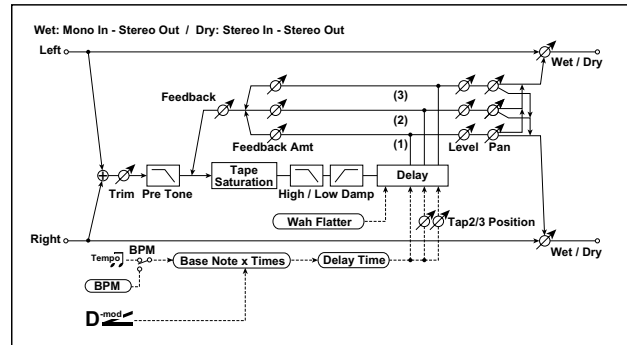 Wet: Mono In - Stereo Out / Dry: Stereo In - Stereo Out
Left
Wet / Dry
Feedback
(3)
(2)
(1)
Feedback Amt
Level Pan
Trim
Pre Tone
Tape Saturation
High / Low Damp
Delay
Wah Flatter
Tap2/3 Position
Right
Wet / Dry
Tempo
BPM
BPM
Base Note x Times
Delay Time
D-mod